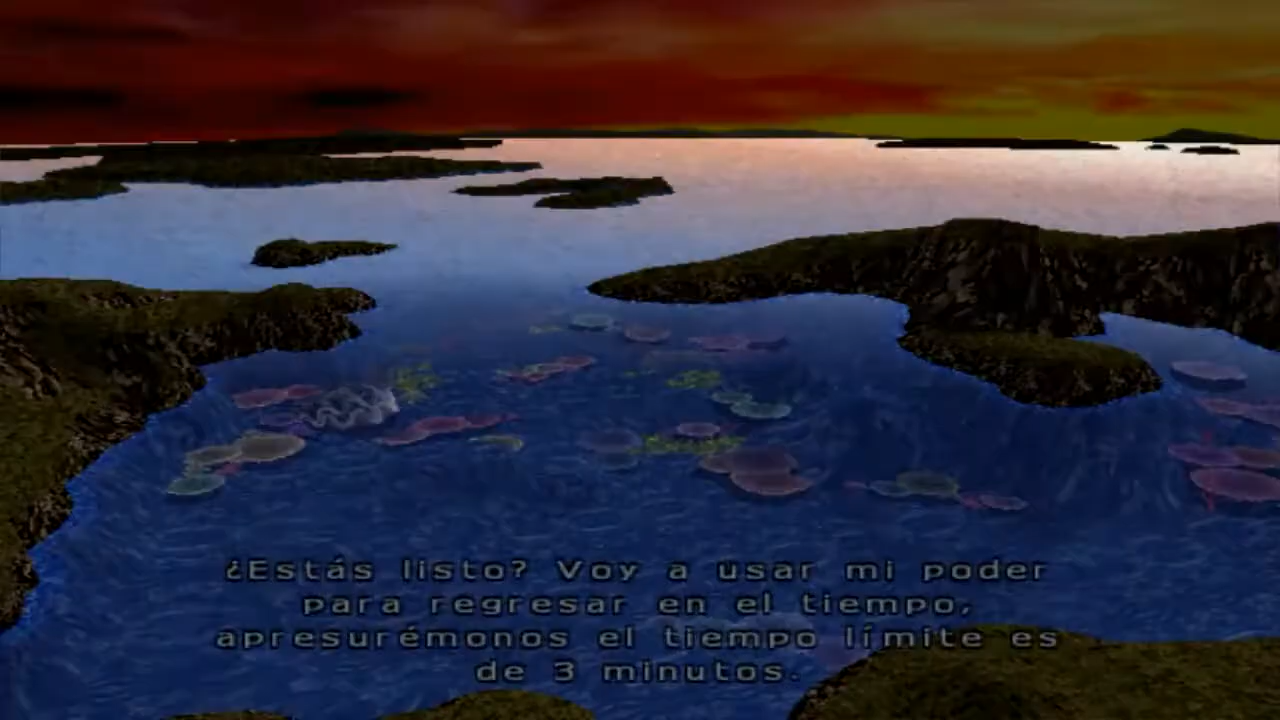 ¿Estás listo? Voy a usar mi poder
para regresar en el tiempo,
apresurémonos el tiempo límite es
de 3 minutos.